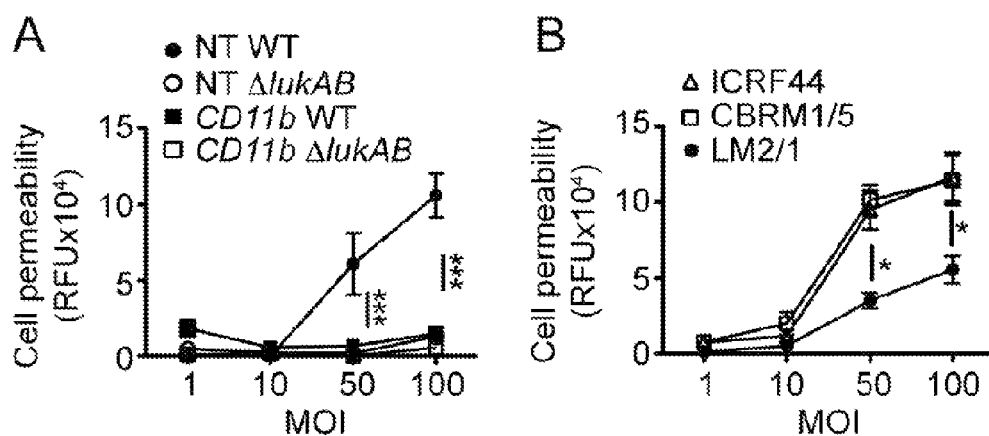 A
NT WT
NT ΔlukAB
CD11b WT
CD11b ΔlukAB
Cell permeability
(RFUx10⁴)
15
10
5
0
***
***
1 10 50 100
MOI
B
ICRF44
CBRM1/5
LM2/1
Cell permeability
(RFUx10⁴)
15
10
5
0
*
*
1 10 50 100
MOI